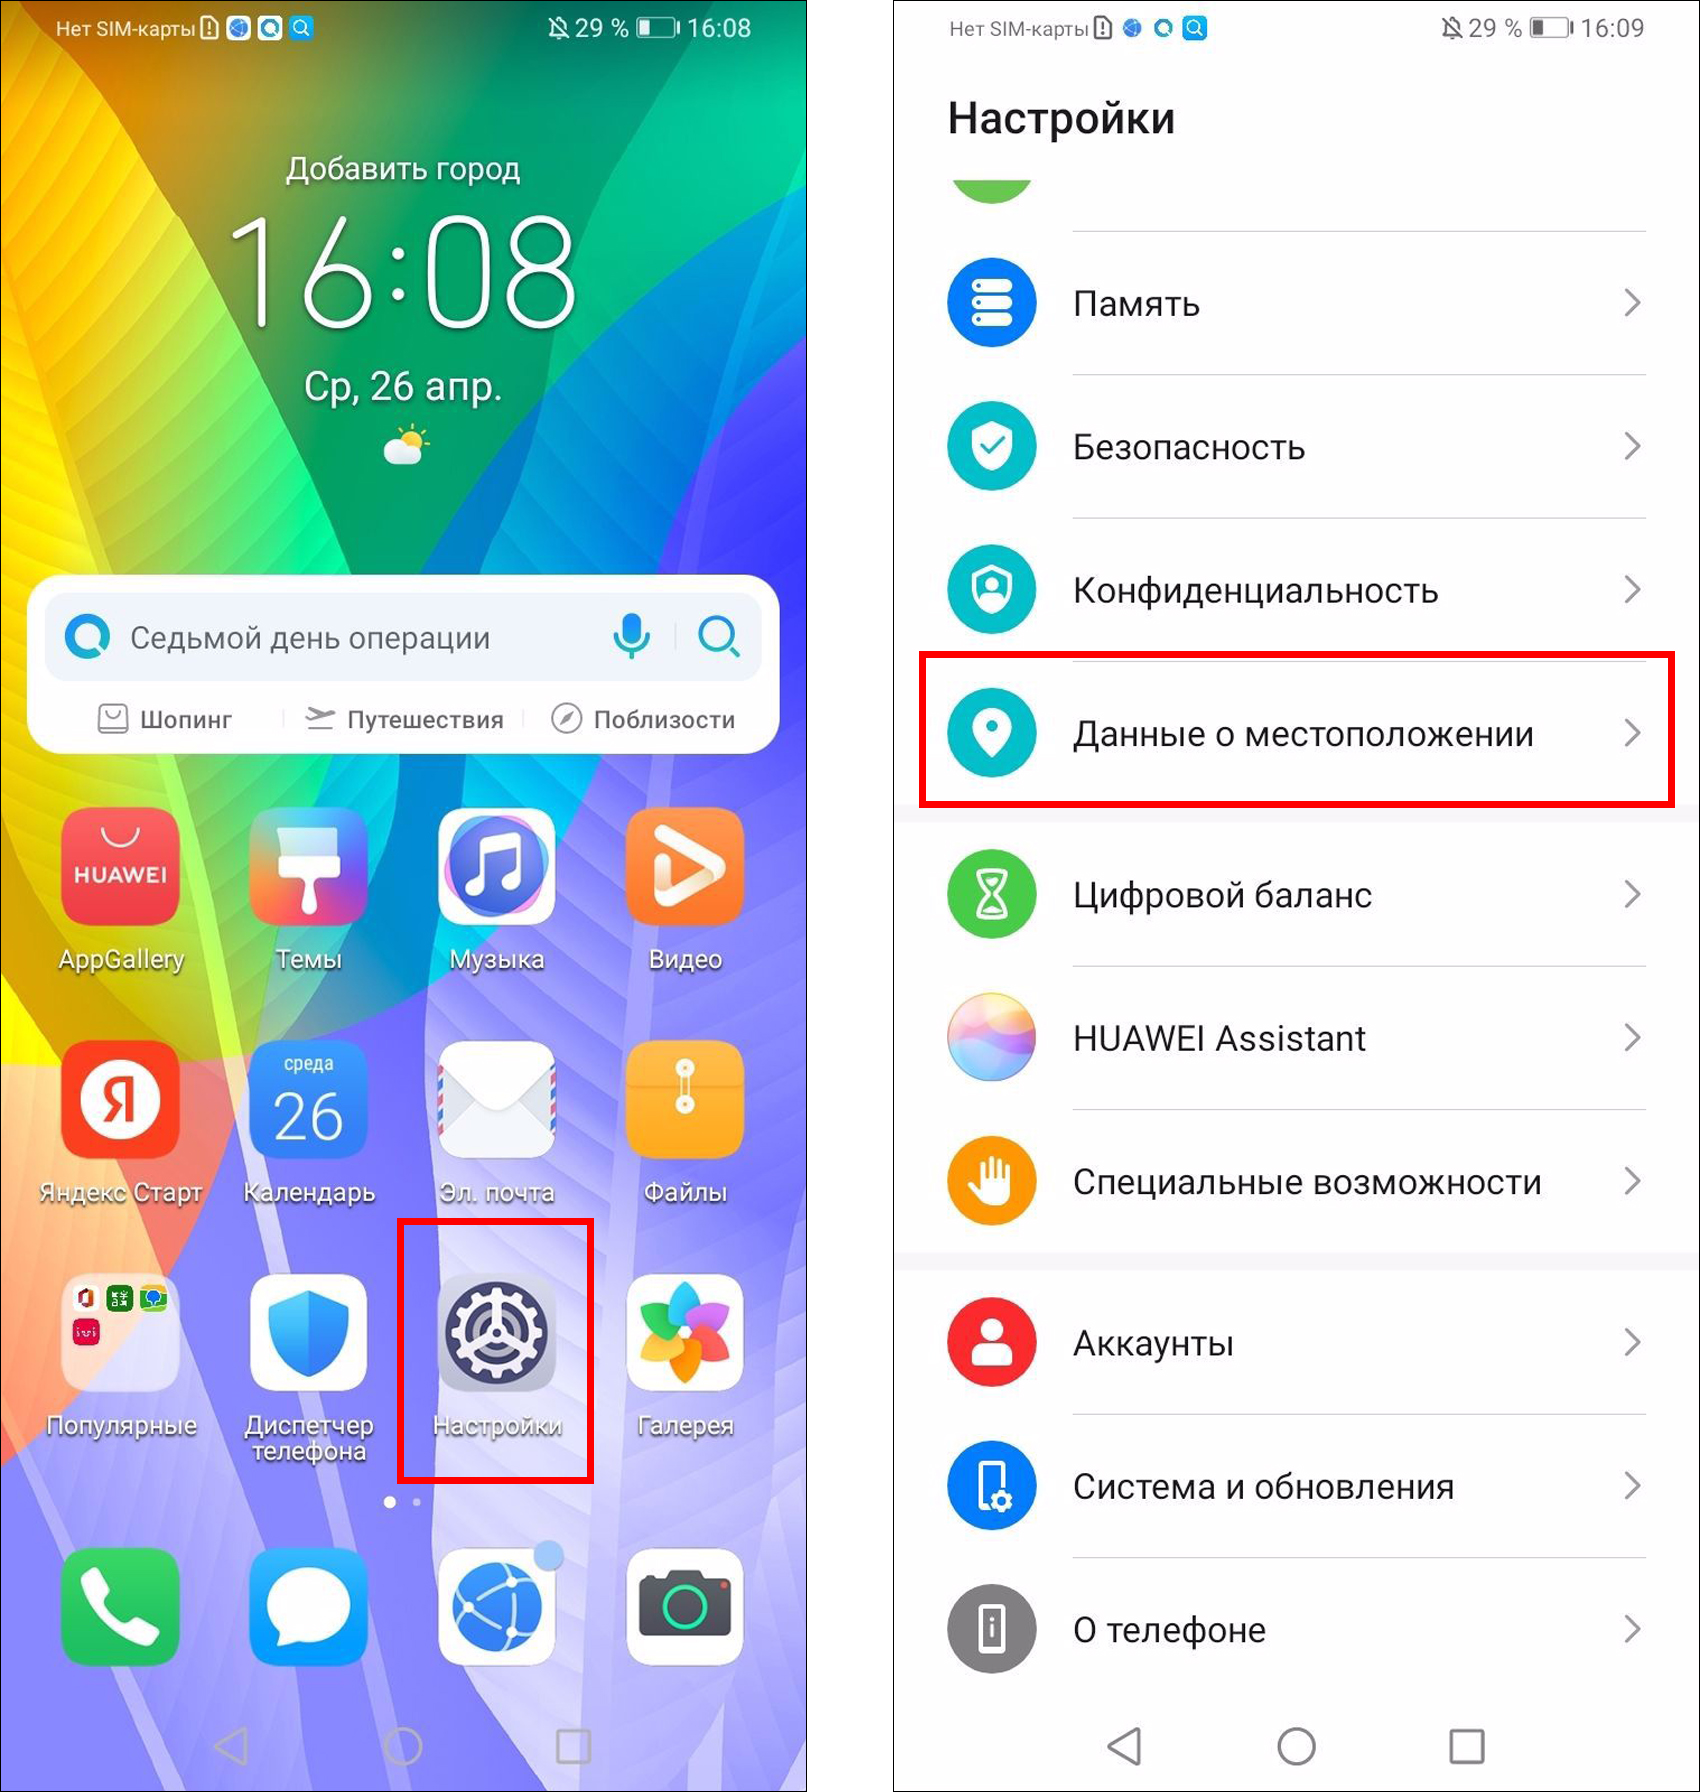 Нет SIM-карты
29 % 16:08
Добавить город
16:08
Ср, 26 апр.
Седьмой день операции
Шопинг Путешествия Поблизости
HUAWEI
AppGallery Темы Музыка Видео
Я
среда
26
Яндекс Старт Календарь Эл. почта Файлы
ivi
Популярные Диспетчер телефона Настройки Галерея
Нет SIM-карты
29 % 16:09
Настройки
Память
Безопасность
Конфиденциальность
Данные о местоположении
Цифровой баланс
HUAWEI Assistant
Специальные возможности
Аккаунты
Система и обновления
О телефоне